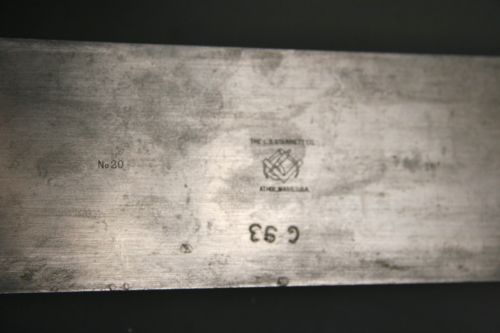 No 20
THE L.S. STARRETT CO.
ATHOL, MASS. U.S.A.
G 93